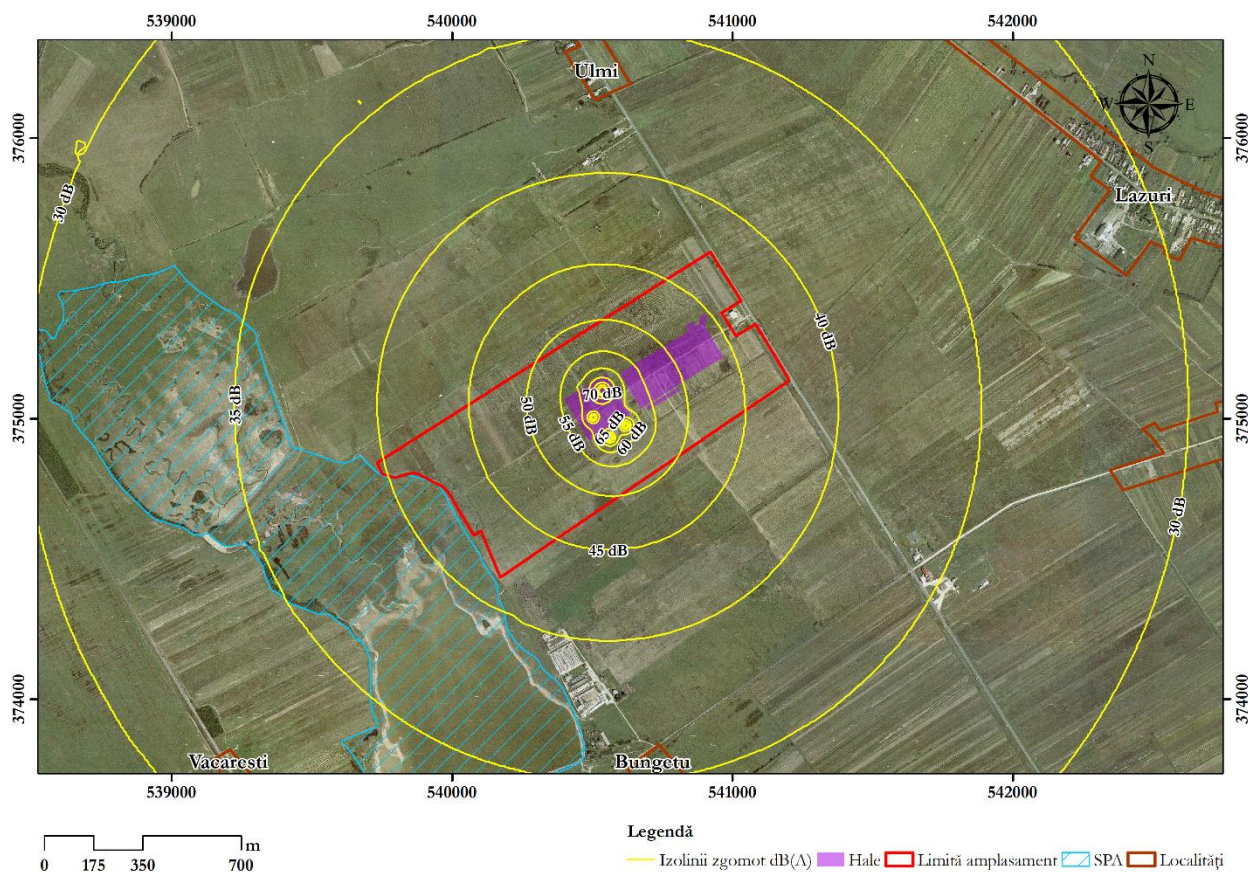 539000 540000 541000 542000
Ulmi
N
W E
S
376000 376000
Lazuri
30 dB
40 dB
35 dB
70 dB
50 dB
55 dB
65 dB
60 dB
375000 375000
30 dB
45 dB
374000 374000
Vacaresti
Bungetu
539000 540000 541000 542000
Legendă
0 175 350 700 m
Izolinii zgomot dB(A) Hale Limită amplasament SPA Localități